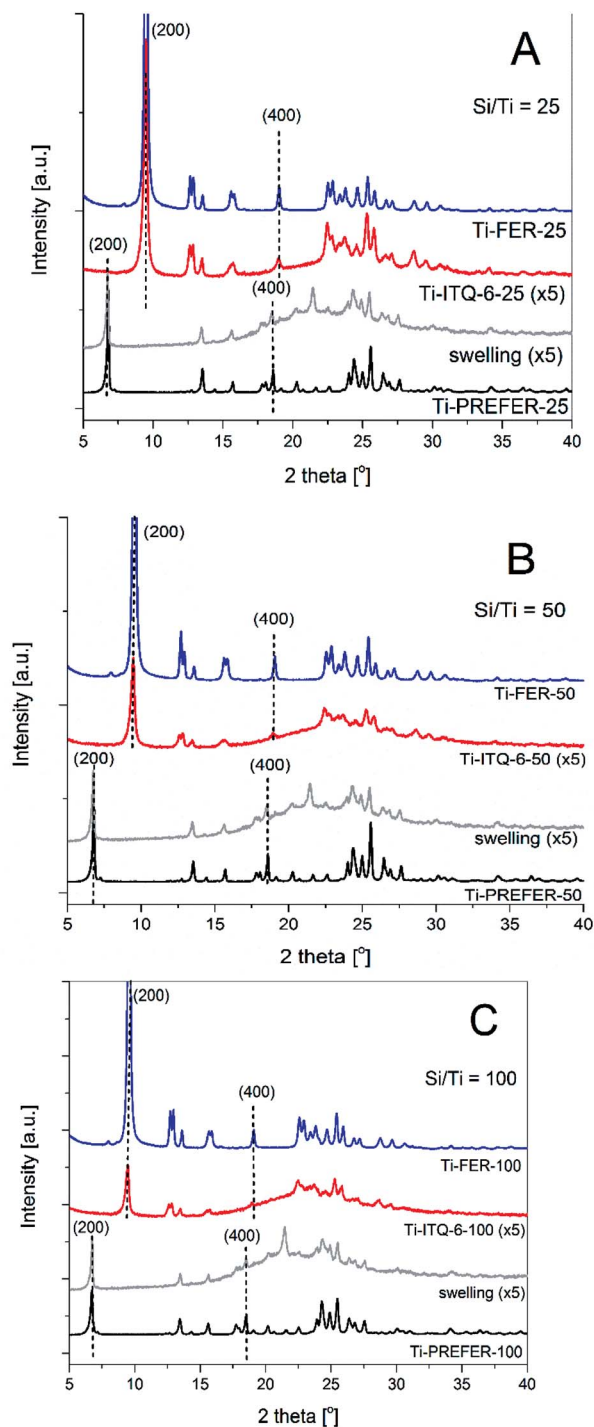 A
(200)
Si/Ti = 25
(400)
Ti-FER-25
(200)
(400)
Ti-ITQ-6-25 (x5)
swelling (x5)
Ti-PREFER-25
Intensity [a.u.]
5 10 15 20 25 30 35 40
2 theta [°]
B
(200)
Si/Ti = 50
(400)
Ti-FER-50
(200)
(400)
Ti-ITQ-6-50 (x5)
swelling (x5)
Ti-PREFER-50
Intensity [a.u.]
5 10 15 20 25 30 35 40
2 theta [°]
C
(200)
Si/Ti = 100
(400)
Ti-FER-100
(200)
(400)
Ti-ITQ-6-100 (x5)
swelling (x5)
Ti-PREFER-100
Intensity [a.u.]
5 10 15 20 25 30 35 40
2 theta [°]